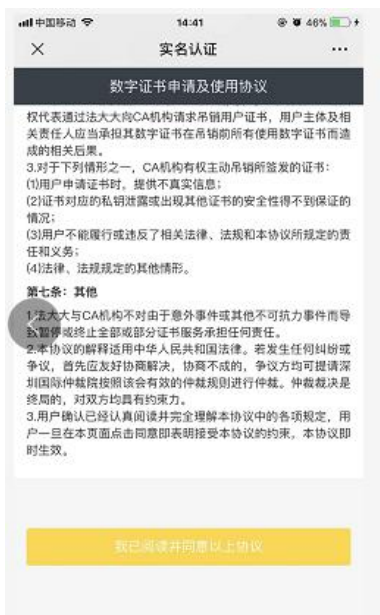 中国移动
14:41
46%
实名认证
数字证书申请及使用协议
权代表通过法大大向CA机构请求吊销用户证书，用户主体及相
关责任人应当承担其数字证书在吊销前所有使用数字证书而造
成的相关后果。
3.对于下列情形之一，CA机构有权主动吊销所签发的证书：
(1)用户申请证书时，提供不真实信息；
(2)证书对应的私钥泄露或出现其他证书的安全性得不到保证的
情况；
(3)用户不能履行或违反了相关法律、法规和本协议所规定的责
任和义务；
(4)法律、法规规定的其他情形。
第七条：其他
1.法大大与CA机构不对由于意外事件或其他不可抗力事件而导
致暂停或终止全部或部分证书服务承担任何责任。
2.本协议的解释适用中华人民共和国法律。若发生任何纠纷或
争议，首先应友好协商解决，协商不成的，争议方均可提请深
圳国际仲裁院按照该会有效的仲裁规则进行仲裁。仲裁裁决是
终局的，对双方均具有约束力。
3.用户确认已经认真阅读并完全理解本协议中的各项规定，用
户一旦在本页面点击同意即表明接受本协议的约束，本协议即
时生效。
我已阅读并同意以上协议